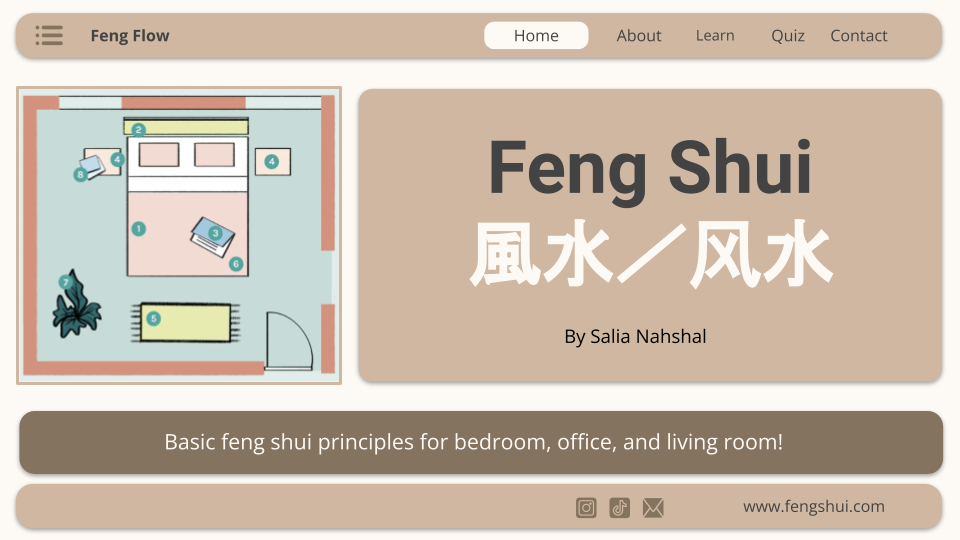 Feng Flow
Home
About
Learn
Quiz
Contact
2
4
8
4
1
3
6
7
5
Feng Shui
風水／风水
By Salia Nahshal
Basic feng shui principles for bedroom, office, and living room!
www.fengshui.com